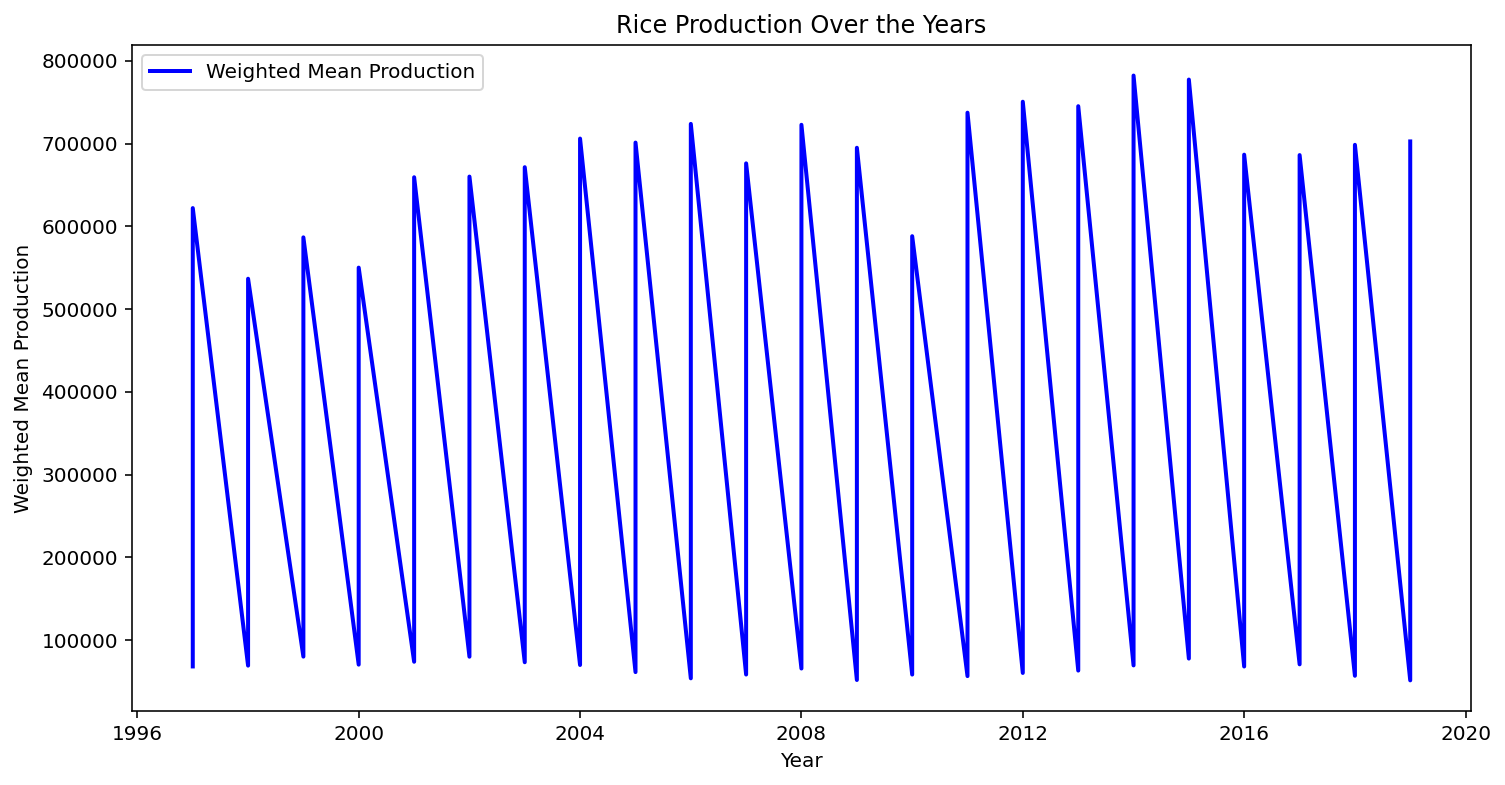 Rice Production Over the Years
Weighted Mean Production
800000
700000
600000
500000
400000
300000
200000
100000
Weighted Mean Production
1996 2000 2004 2008 2012 2016 2020
Year